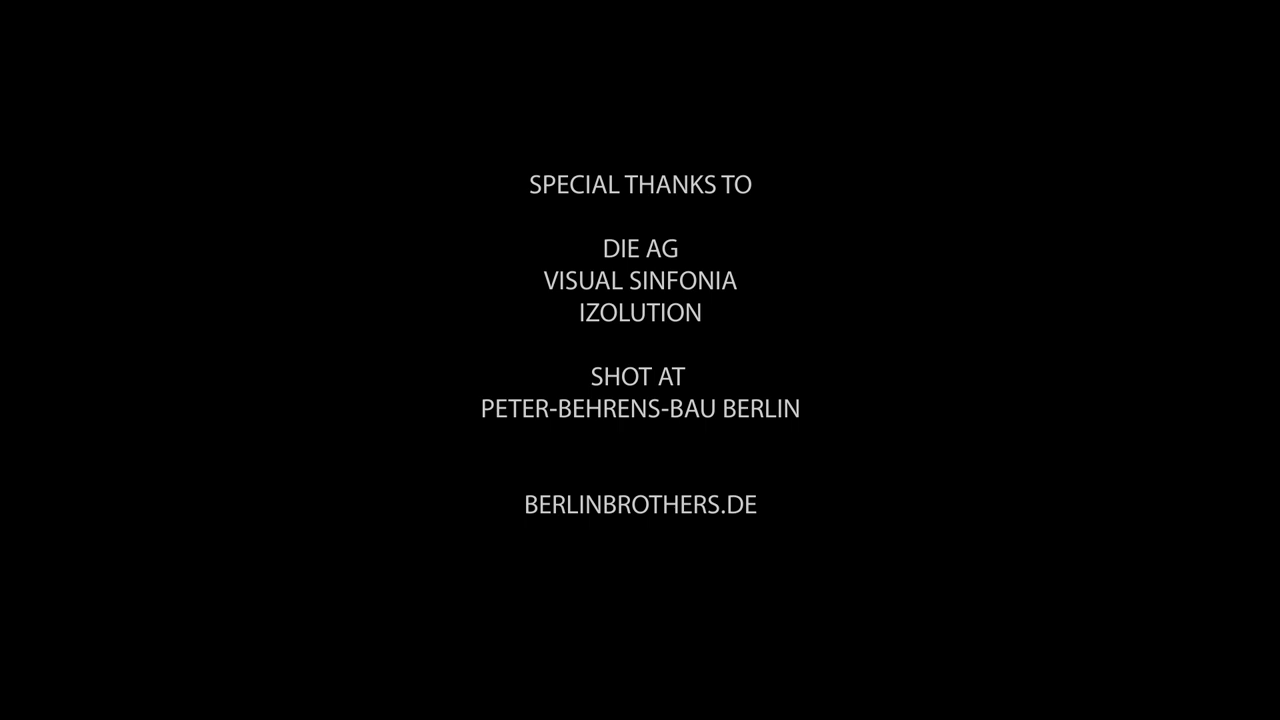 SPECIAL THANKS TO
DIE AG
VISUAL SINFONIA
IZOLUTION
SHOT AT
PETER-BEHRENS-BAU BERLIN
BERLINBROTHERS.DE